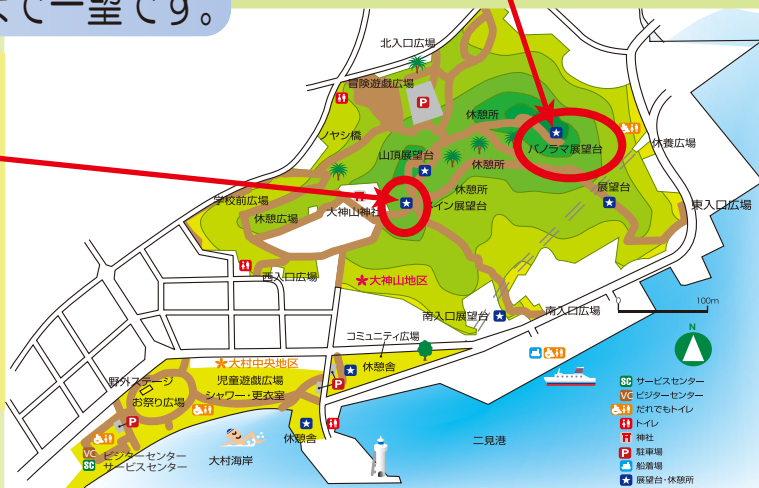 まで一望です。
北入口広場
冒険遊戯広場
P
休憩所
ノヤシ橋
山頂展望台
パノラマ展望台
休養広場
休憩所
学校前広場
休憩所
展望台
大神山神社
メイン展望台
東入口広場
休憩広場
西入口広場
大神山地区
南入口展望台
南入口広場
0
100m
N
コミュニティ広場
大村中央地区
休憩舎
野外ステージ
児童遊戯広場
シャワー・更衣室
P
お祭り広場
P
休憩舎
VC ビジターセンター
SC サービスセンター
大村海岸
二見港
SC サービスセンター
VC ビジターセンター
だれでもトイレ
トイレ
神社
P 駐車場
船着場
展望台・休憩所